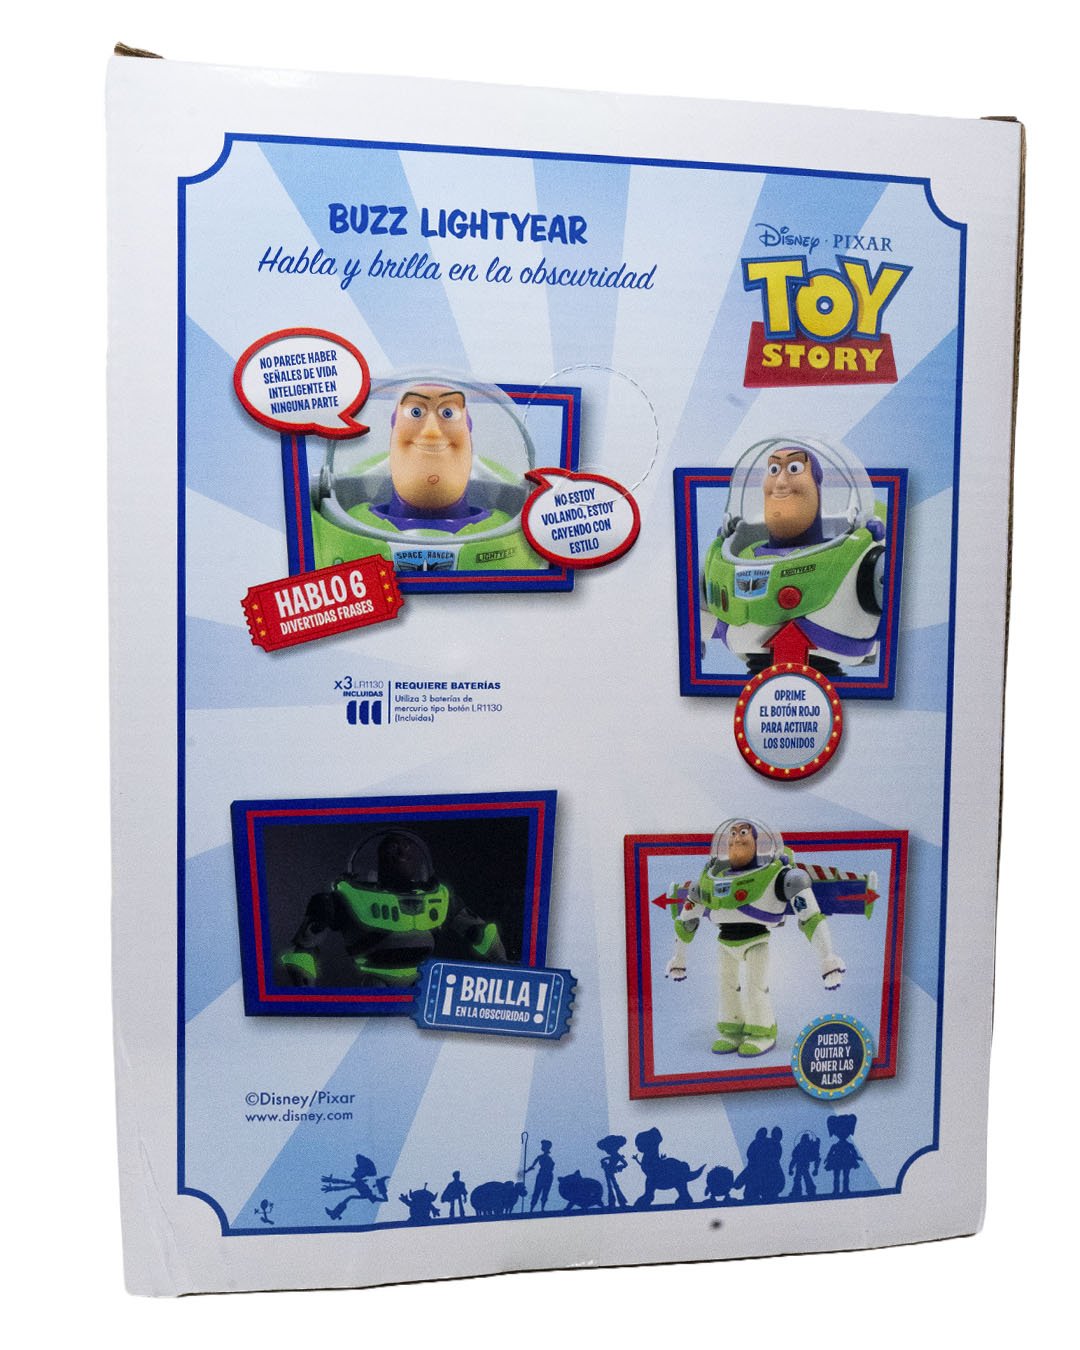 BUZZ LIGHTYEAR
Habla y brilla en la obscuridad
Disney · PIXAR
TOY
STORY
NO PARECE HABER
SEÑALES DE VIDA
INTELIGENTE EN
NINGUNA PARTE
NO ESTOY
VOLANDO, ESTOY
CAYENDO CON
ESTILO
SPACE RANGER
LIGHTYEAR
HABLO 6
DIVERTIDAS FRASES
SPACE RANGER
LIGHTYEAR
OPRIME
EL BOTÓN ROJO
PARA ACTIVAR
LOS SONIDOS
x3 LR1130
INCLUIDAS
REQUIERE BATERÍAS
Utiliza 3 baterías de
mercurio tipo botón LR1130
(Incluidas)
¡BRILLA!
EN LA OBSCURIDAD
PUEDES
QUITAR Y
PONER LAS
ALAS
©Disney/Pixar
www.disney.com